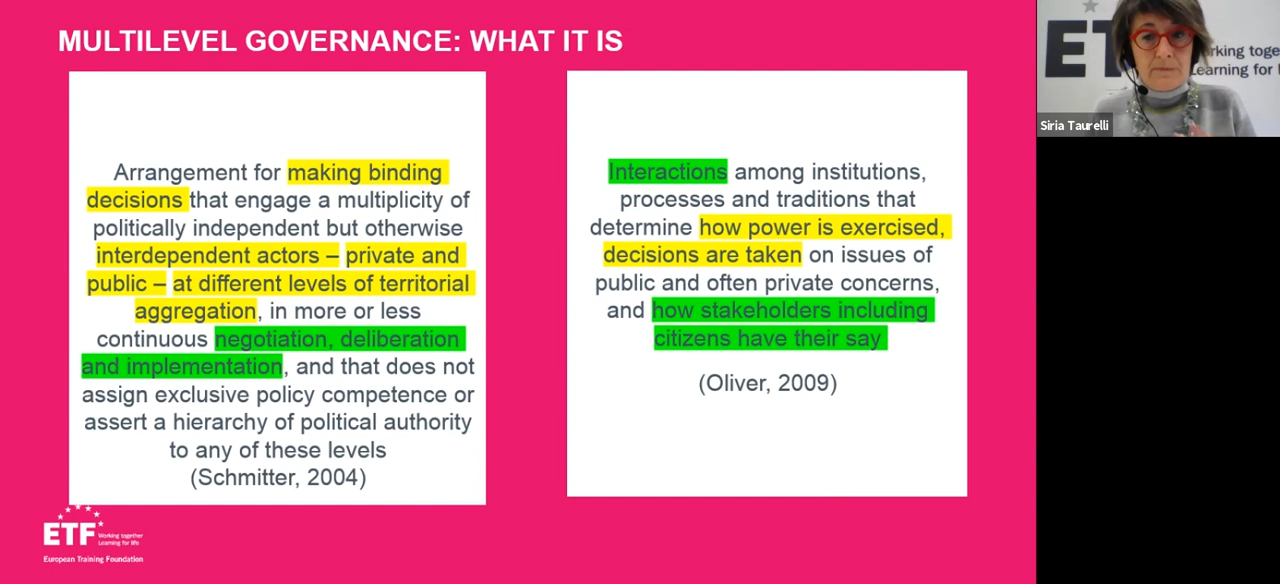 MULTILEVEL GOVERNANCE: WHAT IT IS
Arrangement for making binding
decisions that engage a multiplicity of
politically independent but otherwise
interdependent actors – private and
public – at different levels of territorial
aggregation, in more or less
continuous negotiation, deliberation
and implementation, and that does not
assign exclusive policy competence or
assert a hierarchy of political authority
to any of these levels
(Schmitter, 2004)
Interactions among institutions,
processes and traditions that
determine how power is exercised,
decisions are taken on issues of
public and often private concerns,
and how stakeholders including
citizens have their say
(Oliver, 2009)
ETF
Working together
Learning for life
European Training Foundation
ET
rking toge
earning for l
Siria Taurelli